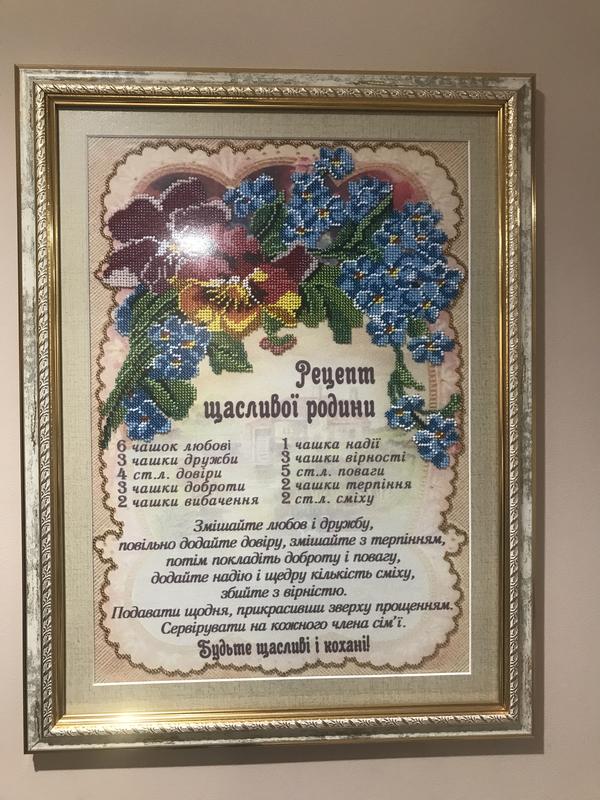 Рецепт
щасливої родини
6 чашок любові
3 чашки дружби
4 ст.л. довіри
3 чашки доброти
2 чашки вибачення
1 чашка надії
3 чашки вірності
5 ст.л. поваги
2 чашки терпіння
2 ст.л. сміху
Змішайте любов і дружбу,
повільно додайте довіру, змішайте з терпінням,
потім покладіть доброту і повагу,
додайте надію і щедру кількість сміху,
збийте з вірністю.
Подавати щодня, прикрасивши зверху прощенням.
Сервірувати на кожного члена сім'ї.
Будьте щасливі і кохані!